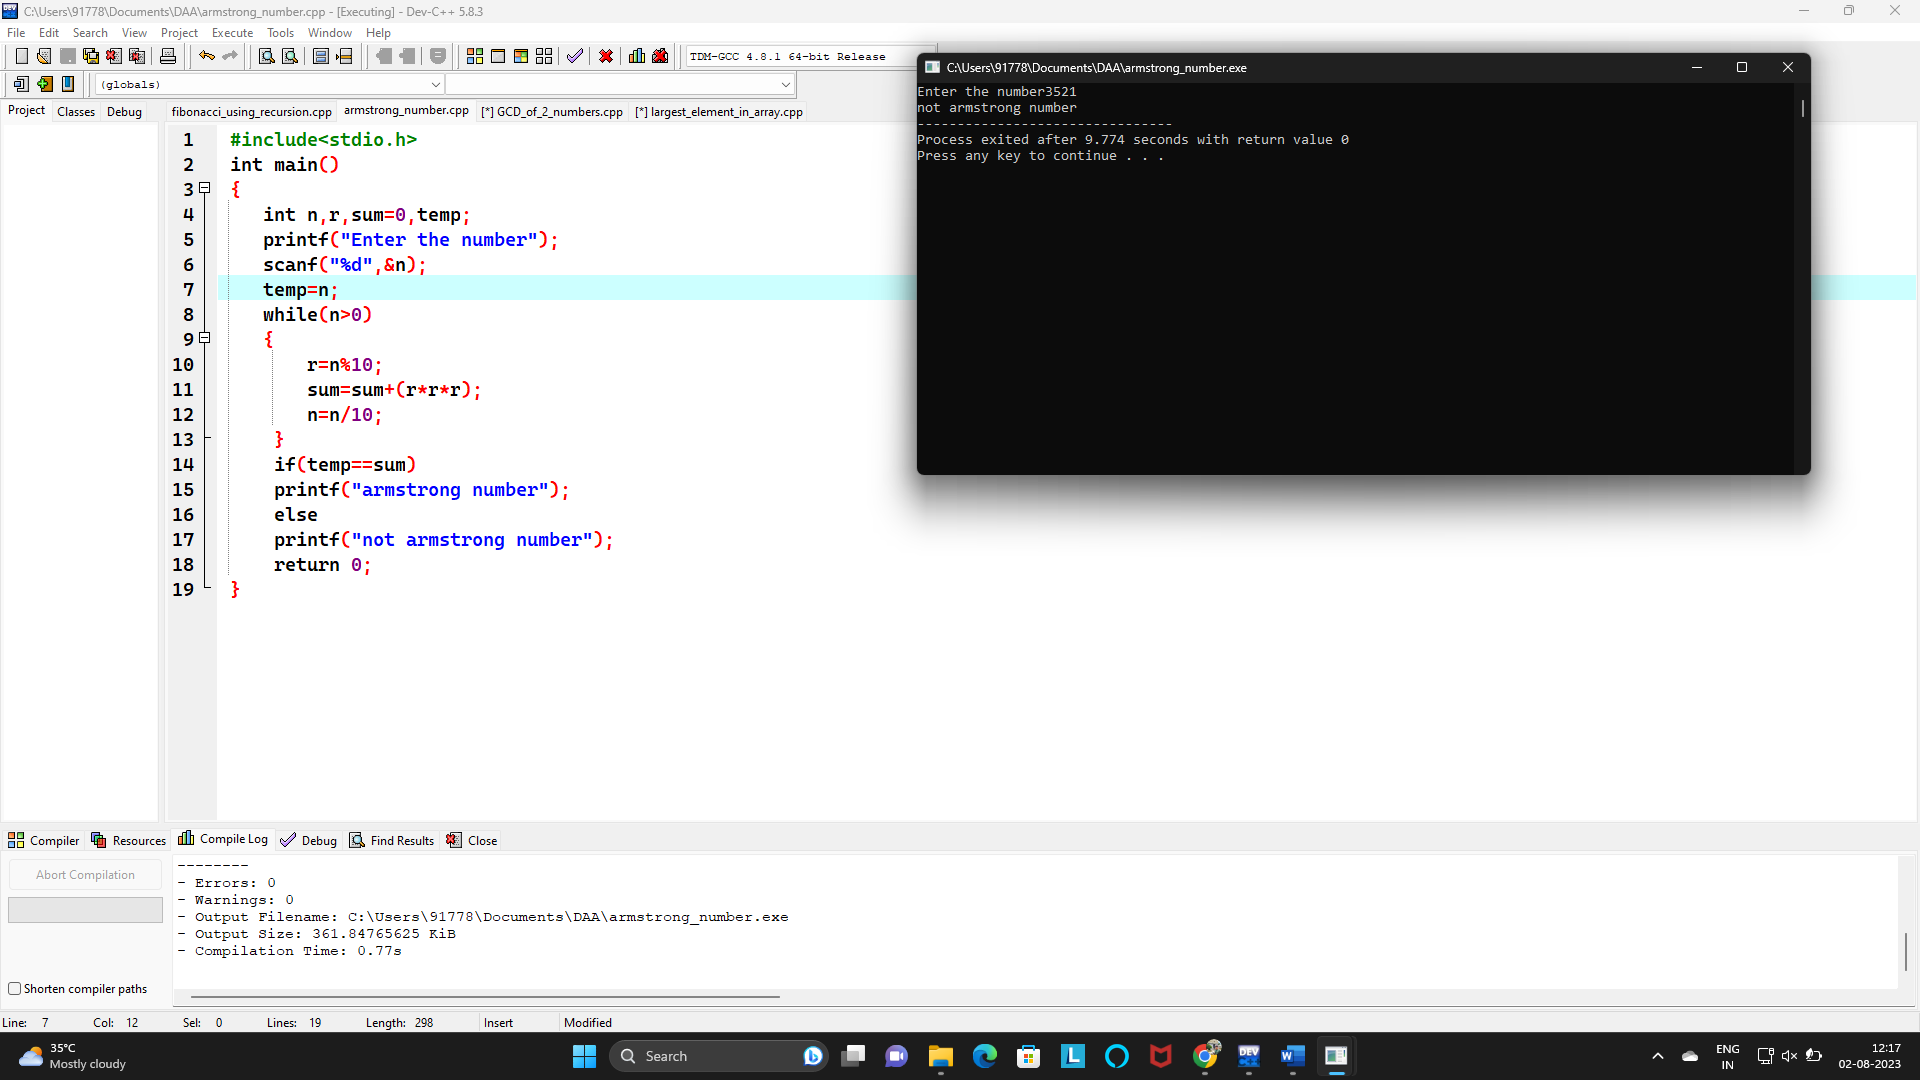 C:\Users\91778\Documents\DAA\armstrong_number.cpp - [Executing] - Dev-C++ 5.8.3
File Edit Search View Project Execute Tools Window Help
TDM-GCC 4.8.1 64-bit Release
(globals)
Project Classes Debug
fibonacci_using_recursion.cpp armstrong_number.cpp [*] GCD_of_2_numbers.cpp [*] largest_element_in_array.cpp
1 #include<stdio.h>
2 int main()
3 {
4 int n,r,sum=0,temp;
5 printf("Enter the number");
6 scanf("%d",&n);
7 temp=n;
8 while(n>0)
9 {
10 r=n%10;
11 sum=sum+(r*r*r);
12 n=n/10;
13 }
14 if(temp==sum)
15 printf("armstrong number");
16 else
17 printf("not armstrong number");
18 return 0;
19 }
C:\Users\91778\Documents\DAA\armstrong_number.exe
Enter the number3521
not armstrong number
--------------------------------
Process exited after 9.774 seconds with return value 0
Press any key to continue . . .
Compiler Resources Compile Log Debug Find Results Close
Abort Compilation
Shorten compiler paths
--------
- Errors: 0
- Warnings: 0
- Output Filename: C:\Users\91778\Documents\DAA\armstrong_number.exe
- Output Size: 361.84765625 KiB
- Compilation Time: 0.77s
Line: 7 Col: 12 Sel: 0 Lines: 19 Length: 298 Insert Modified
35°C
Mostly cloudy
Search
DEV
L
W
ENG
IN
12:17
02-08-2023